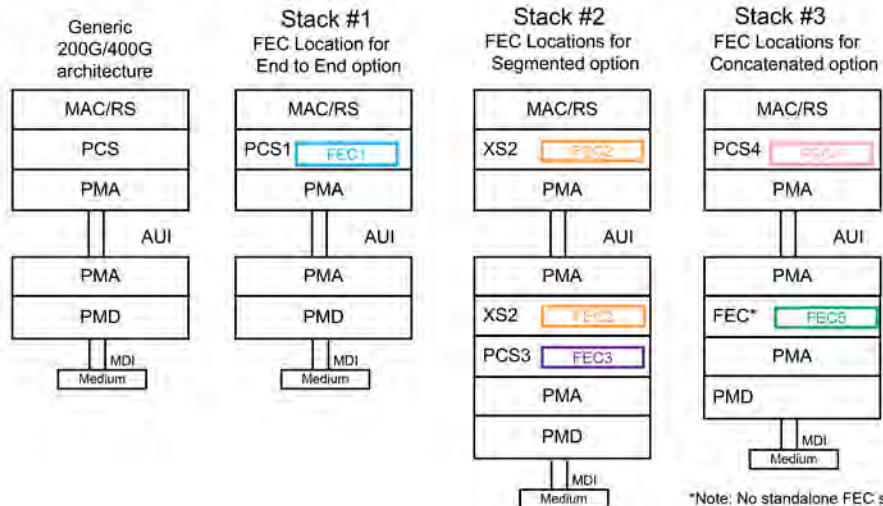 Generic
200G/400G
architecture
MAC/RS
PCS
PMA
AUI
PMA
PMD
MDI
Medium
Stack #1
FEC Location for
End to End option
MAC/RS
PCS1 FEC1
PMA
AUI
PMA
PMD
MDI
Medium
Stack #2
FEC Locations for
Segmented option
MAC/RS
XS2 FEC2
PMA
AUI
PMA
XS2 FEC2
PCS3 FEC3
PMA
PMD
MDI
Medium
Stack #3
FEC Locations for
Concatenated option
MAC/RS
PCS4
PMA
AUI
PMA
FEC* FEC5
PMA
PMD
MDI
Medium
*Note: No standalone FEC